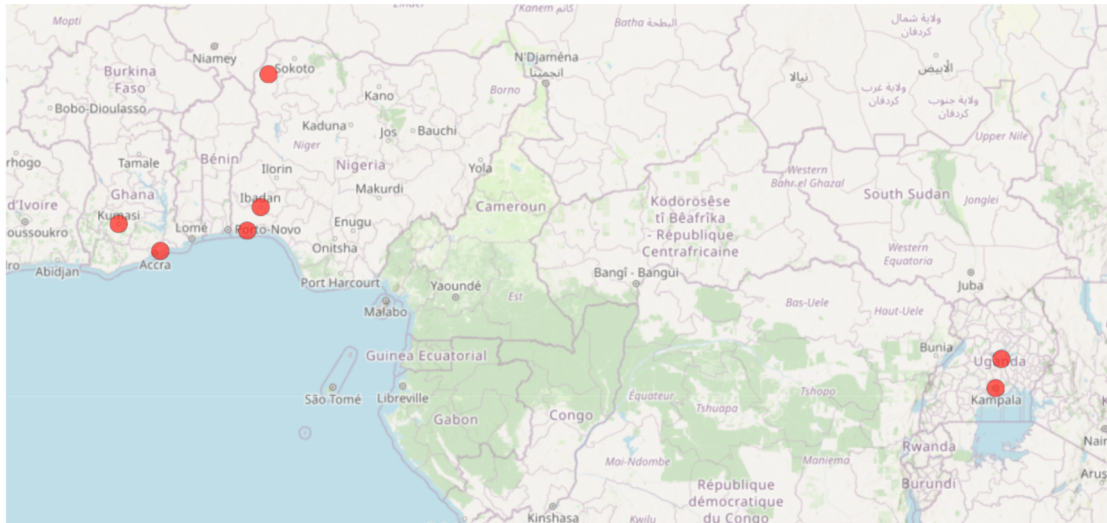 Mopti
Zinder
Kanem كانم
Batha البطحة
ولاية شمال
كردفان
Niamey
Sokoto
N'Djaména
انجمينا
نيالا
الأبيض
Burkina
Faso
Kano
Borno
ولاية غرب
كردفان
ولاية جنوب
كردفان
Bobo-Dioulasso
Kaduna
Jos
Bauchi
Upper Nile
Niger
rhogo
Tamale
Bénin
Nigeria
Yola
Western
Bahr el Ghazal
Ilorin
Ghana
Makurdi
South Sudan
Jonglei
d'Ivoire
Ibadan
Cameroun
Ködörösêse
tî Bêafrîka
- République
Centrafricaine
Kumasi
Enugu
oussoukro
Lomé
Porto-Novo
Onitsha
Western
Equatoria
Abidjan
Accra
Port Harcourt
Yaoundé
Est
Bangî - Bangui
Juba
Malabo
Bas-Uele
Haut-Uele
Guinea Ecuatorial
Bunia
Uganda
São Tomé
Libreville
Équateur
Tshopo
Kampala
Gabon
Congo
Tshuapa
Nair
Rwanda
Mai-Ndombe
Maniema
Arus
Burundi
République
démocratique
du Congo
Kinshasa
Kwilu